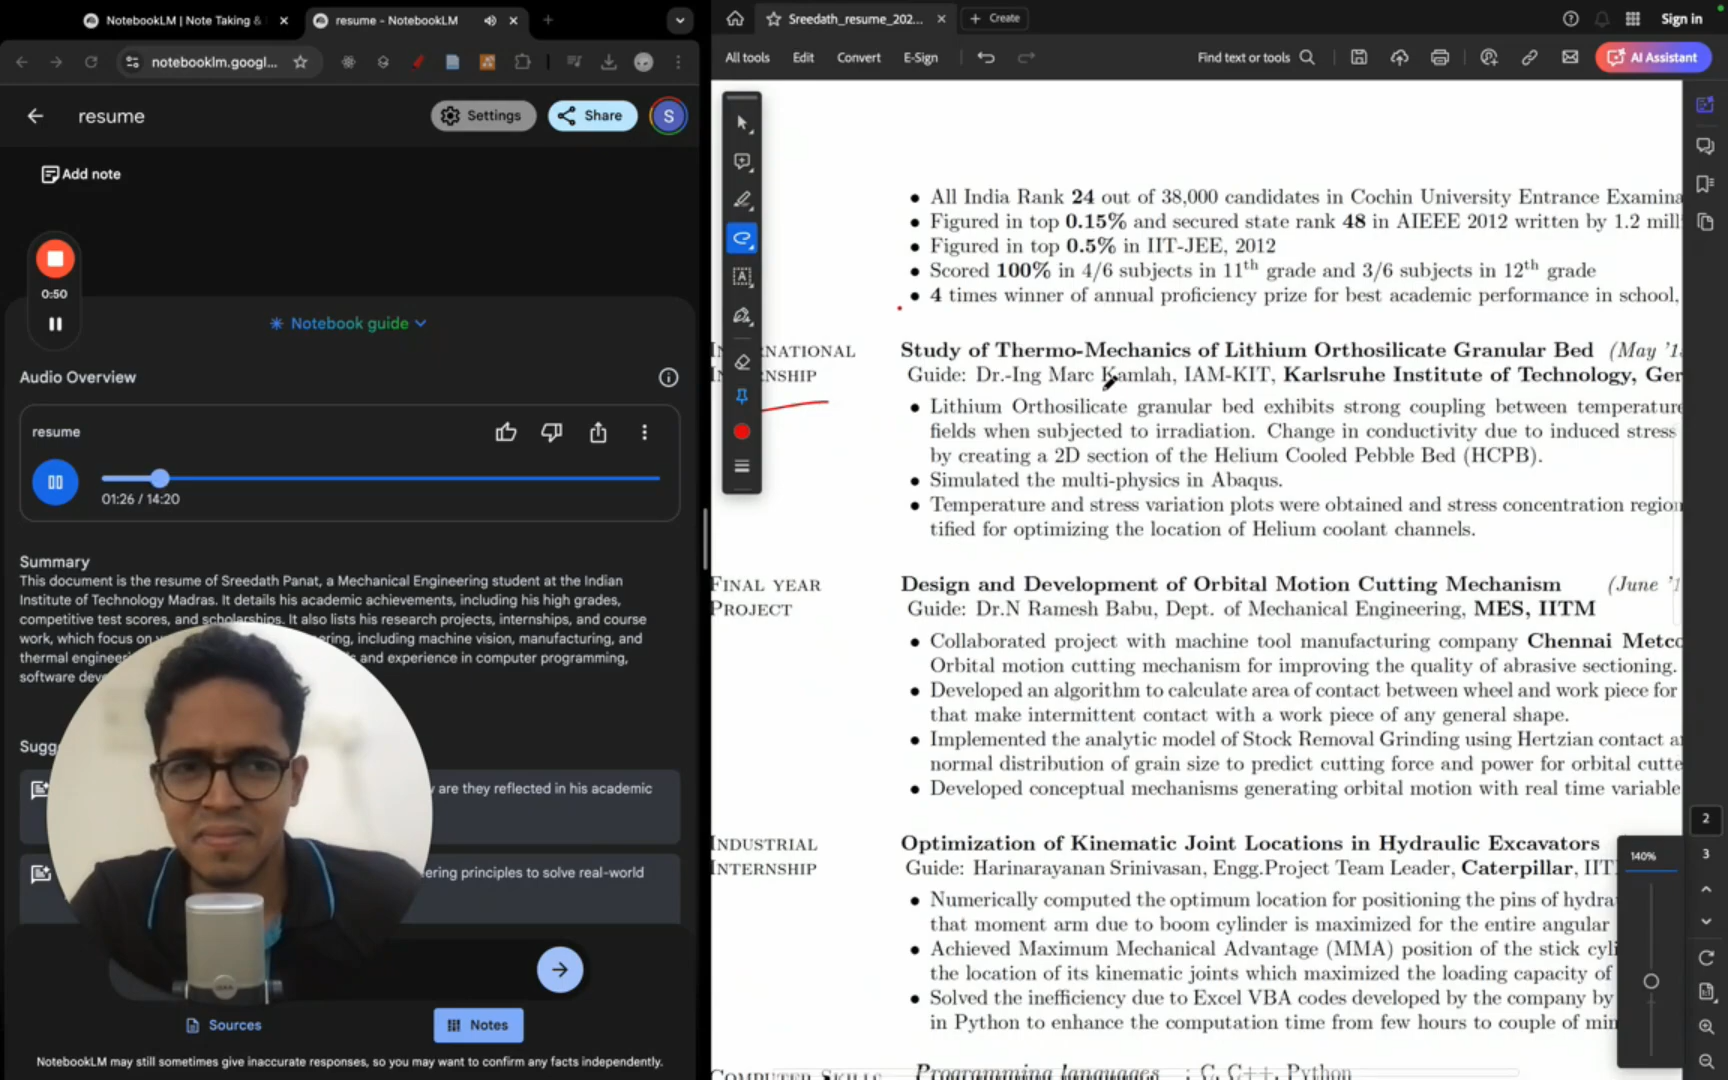 NotebookLM | Note Taking &
resume - NotebookLM
notebooklm.googl...
resume
Settings
Share
S
Add note
0:50
Notebook guide
Audio Overview
resume
01:26 / 14:20
Summary
This document is the resume of Sreedath Panat, a Mechanical Engineering student at the Indian
Institute of Technology Madras. It details his academic achievements, including his high grades,
competitive test scores, and scholarships. It also lists his research projects, internships, and course
work, which focus on
ering, including machine vision, manufacturing, and
thermal engineer
s and experience in computer programming,
software dev
Sugge
y are they reflected in his academic
ering principles to solve real-world
Sources
Notes
NotebookLM may still sometimes give inaccurate responses, so you may want to confirm any facts independently.
Sreedath_resume_202...
Create
Sign in
All tools
Edit
Convert
E-Sign
Find text or tools
AI Assistant
All India Rank 24 out of 38,000 candidates in Cochin University Entrance Examina
Figured in top 0.15% and secured state rank 48 in AIEEE 2012 written by 1.2 mill
Figured in top 0.5% in IIT-JEE, 2012
Scored 100% in 4/6 subjects in 11th grade and 3/6 subjects in 12th grade
4 times winner of annual proficiency prize for best academic performance in school,
Study of Thermo-Mechanics of Lithium Orthosilicate Granular Bed (May '1
Guide: Dr.-Ing Marc Kamlah, IAM-KIT, Karlsruhe Institute of Technology, Ger
Lithium Orthosilicate granular bed exhibits strong coupling between temperature
fields when subjected to irradiation. Change in conductivity due to induced stress
by creating a 2D section of the Helium Cooled Pebble Bed (HCPB).
Simulated the multi-physics in Abaqus.
Temperature and stress variation plots were obtained and stress concentration region
tified for optimizing the location of Helium coolant channels.
FINAL YEAR
PROJECT
Design and Development of Orbital Motion Cutting Mechanism (June '1
Guide: Dr.N Ramesh Babu, Dept. of Mechanical Engineering, MES, IITM
Collaborated project with machine tool manufacturing company Chennai Metco
Orbital motion cutting mechanism for improving the quality of abrasive sectioning.
Developed an algorithm to calculate area of contact between wheel and work piece for
that make intermittent contact with a work piece of any general shape.
Implemented the analytic model of Stock Removal Grinding using Hertzian contact a
normal distribution of grain size to predict cutting force and power for orbital cutte
Developed conceptual mechanisms generating orbital motion with real time variable
INDUSTRIAL
INTERNSHIP
Optimization of Kinematic Joint Locations in Hydraulic Excavators
Guide: Harinarayanan Srinivasan, Engg.Project Team Leader, Caterpillar, IIT
Numerically computed the optimum location for positioning the pins of hydra
that moment arm due to boom cylinder is maximized for the entire angular
Achieved Maximum Mechanical Advantage (MMA) position of the stick cyli
the location of its kinematic joints which maximized the loading capacity of
Solved the inefficiency due to Excel VBA codes developed by the company by
in Python to enhance the computation time from few hours to couple of min
COMPUTER SKILLS
Programming languages : C, C++, Python
2
3
140%